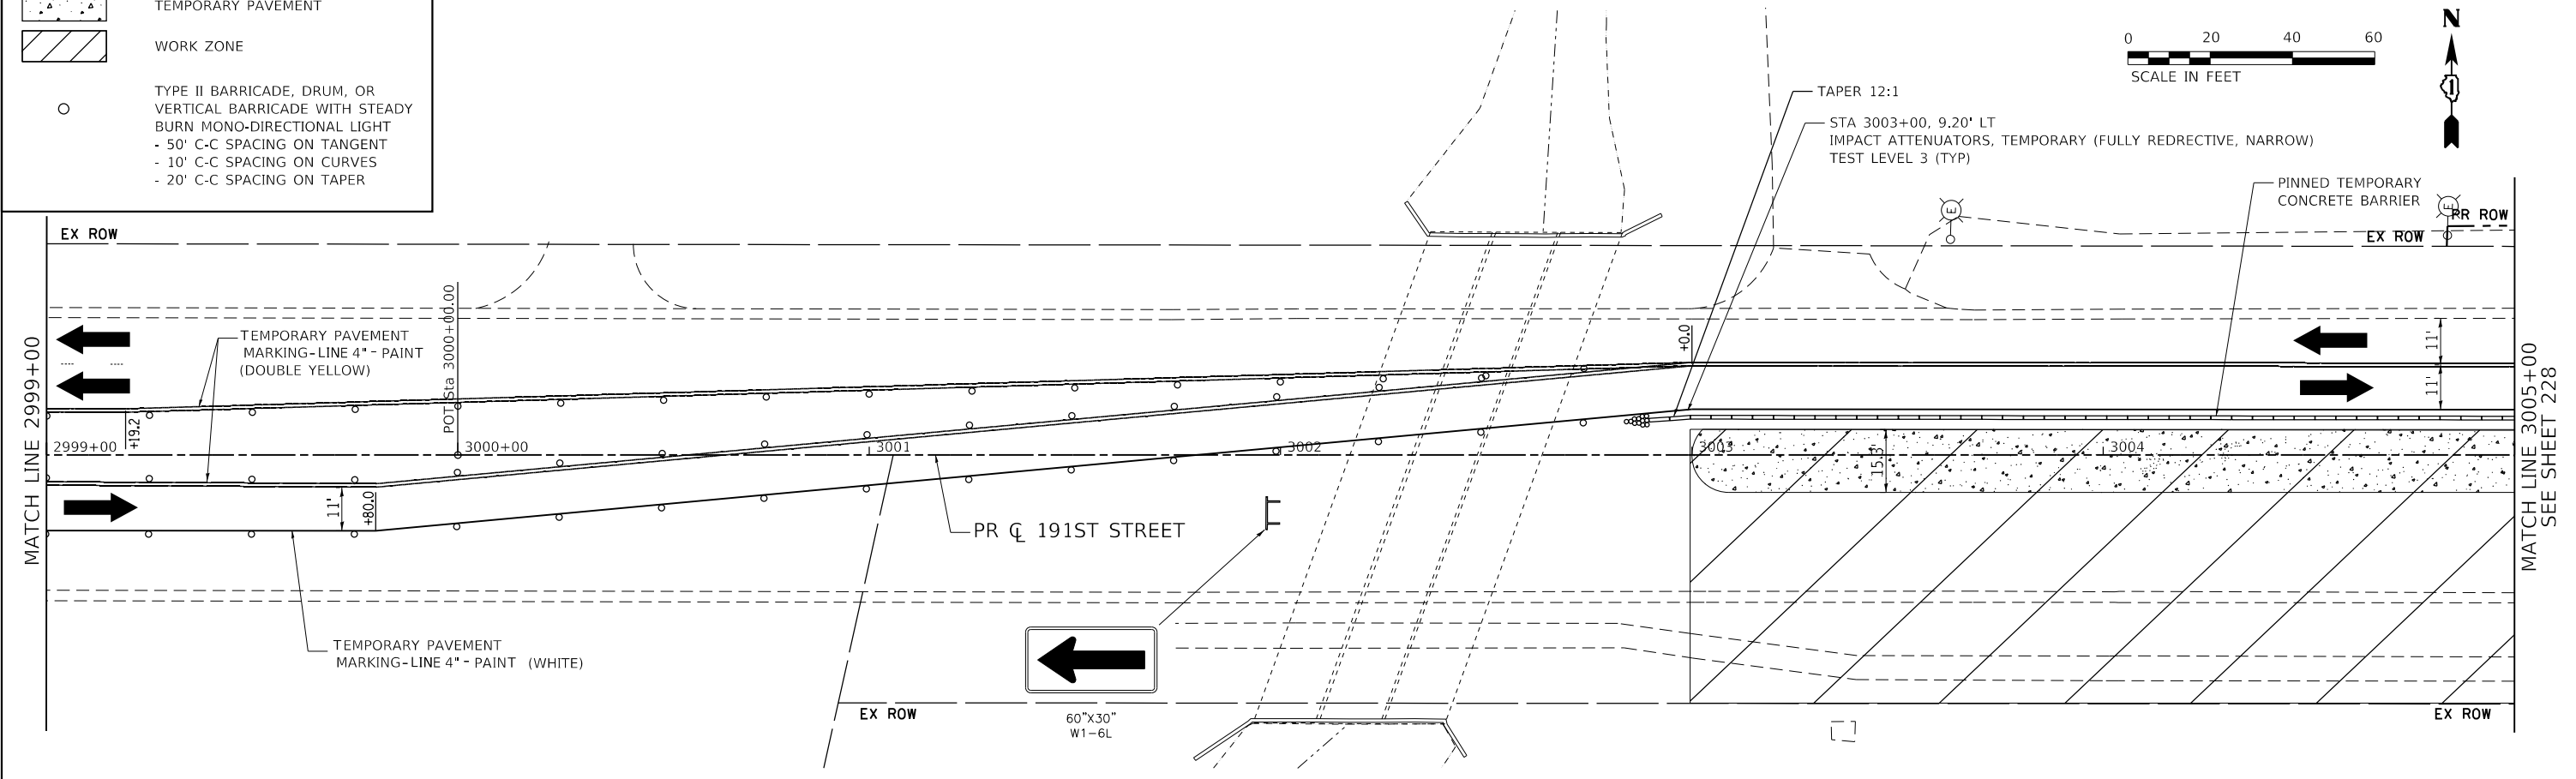 TEMPORARY PAVEMENT
WORK ZONE
TYPE II BARRICADE, DRUM, OR
VERTICAL BARRICADE WITH STEADY
BURN MONO-DIRECTIONAL LIGHT
- 50' C-C SPACING ON TANGENT
- 10' C-C SPACING ON CURVES
- 20' C-C SPACING ON TAPER
0 20 40 60
SCALE IN FEET
N
1
TAPER 12:1
STA 3003+00, 9.20' LT
IMPACT ATTENUATORS, TEMPORARY (FULLY REDRECTIVE, NARROW)
TEST LEVEL 3 (TYP)
PINNED TEMPORARY
CONCRETE BARRIER
E
E
PR ROW
EX ROW
EX ROW
MATCH LINE 2999+00
TEMPORARY PAVEMENT
MARKING-LINE 4" - PAINT
(DOUBLE YELLOW)
POT Sta 3000+00.00
+0.0
11'
11'
MATCH LINE 3005+00
SEE SHEET 228
+19.2
2999+00
3000+00
3001
3002
3003
3004
15.3'
11'
+80.0
PR ℄ 191ST STREET
TEMPORARY PAVEMENT
MARKING-LINE 4" - PAINT (WHITE)
EX ROW
60"X30"
W1-6L
EX ROW